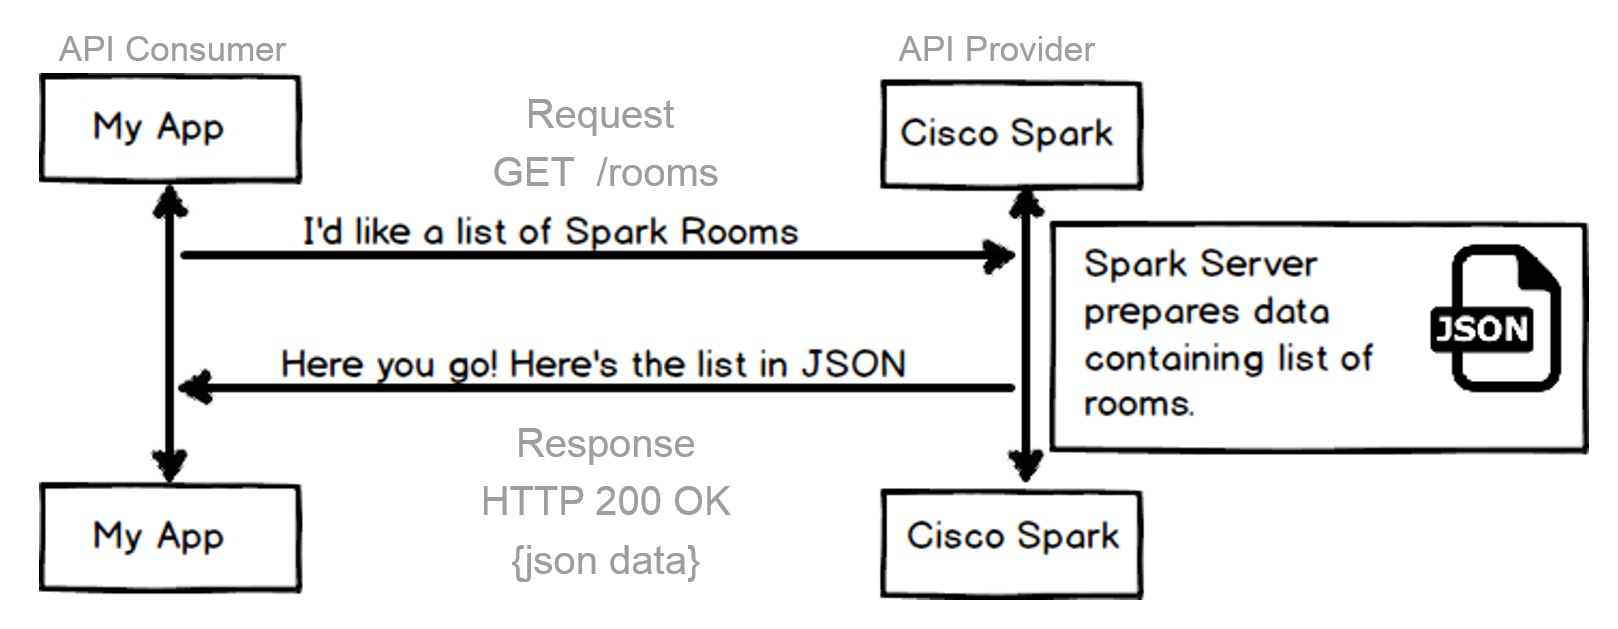 API Consumer
API Provider
My App
Cisco Spark
Request
GET /rooms
I'd like a list of Spark Rooms
Spark Server
prepares data
containing list of
rooms.
JSON
Here you go! Here's the list in JSON
Response
HTTP 200 OK
{json data}
My App
Cisco Spark